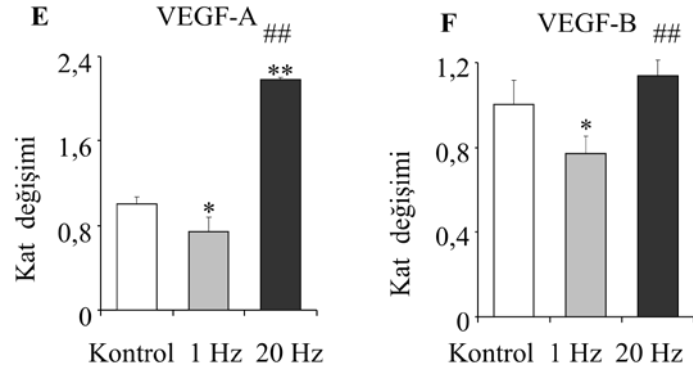 E VEGF-A
##
2,4
**
1,6
0,8
*
0
Kat değişimi
Kontrol 1 Hz 20 Hz
F VEGF-B ##
1,2
0,8
*
0,4
0
Kat değişimi
Kontrol 1 Hz 20 Hz